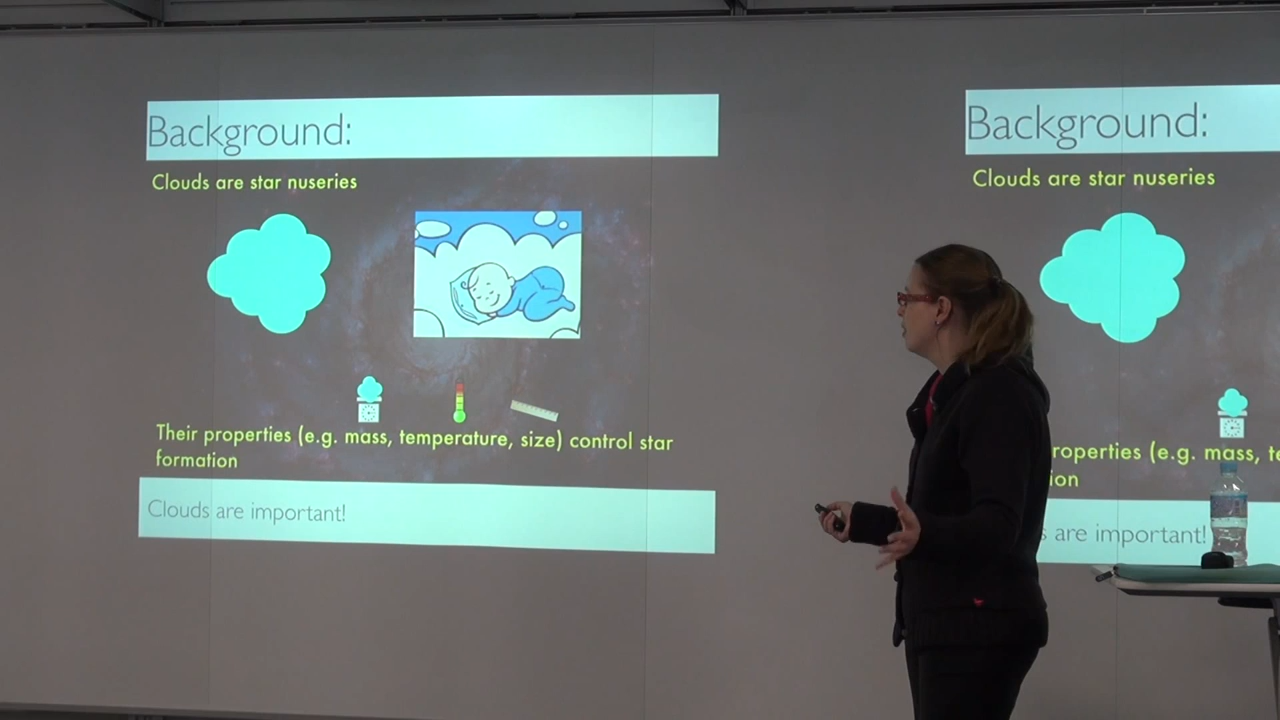 Background:
Clouds are star nuseries
Their properties (e.g. mass, temperature, size) control star
formation
Clouds are important!
Background:
Clouds are star nuseries
roperties (e.g. mass, te
ion
s are important!